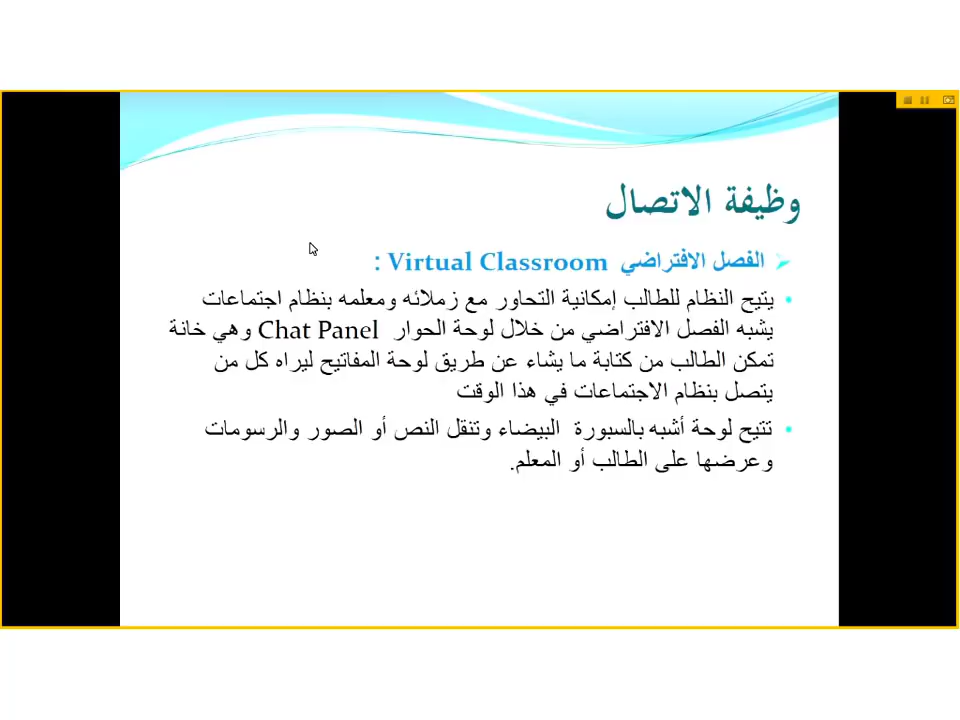 وظيفة الاتصال
الفصل الافتراضي Virtual Classroom :
يتيح النظام للطالب إمكانية التحاور مع زملائه ومعلمه بنظام اجتماعات
يشبه الفصل الافتراضي من خلال لوحة الحوار Chat Panel وهي خانة
تمكن الطالب من كتابة ما يشاء عن طريق لوحة المفاتيح ليراه كل من
يتصل بنظام الاجتماعات في هذا الوقت
تتيح لوحة أشبه بالسبورة البيضاء وتنقل النص أو الصور والرسومات
وعرضها على الطالب أو المعلم.